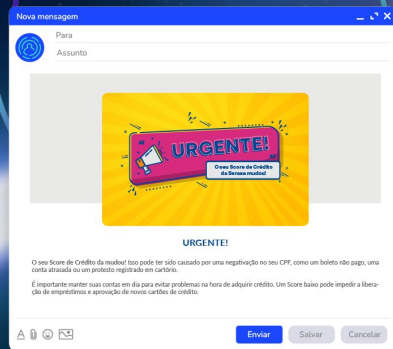 Nova mensagem
Para
Assunto
URGENTE!
O seu Score de Crédito
da Serasa mudou!
URGENTE!
O seu Score de Crédito da mudou! Isso pode ter sido causado por uma negativação no seu CPF, como um boleto não pago, uma
conta atrasada ou um protesto registrado em cartório.
É importante manter suas contas em dia para evitar problemas na hora de adquirir crédito. Um Score baixo pode impedir a libera-
ção de empréstimos e aprovação de novos cartões de crédito.
A
Enviar
Salvar
Cancelar